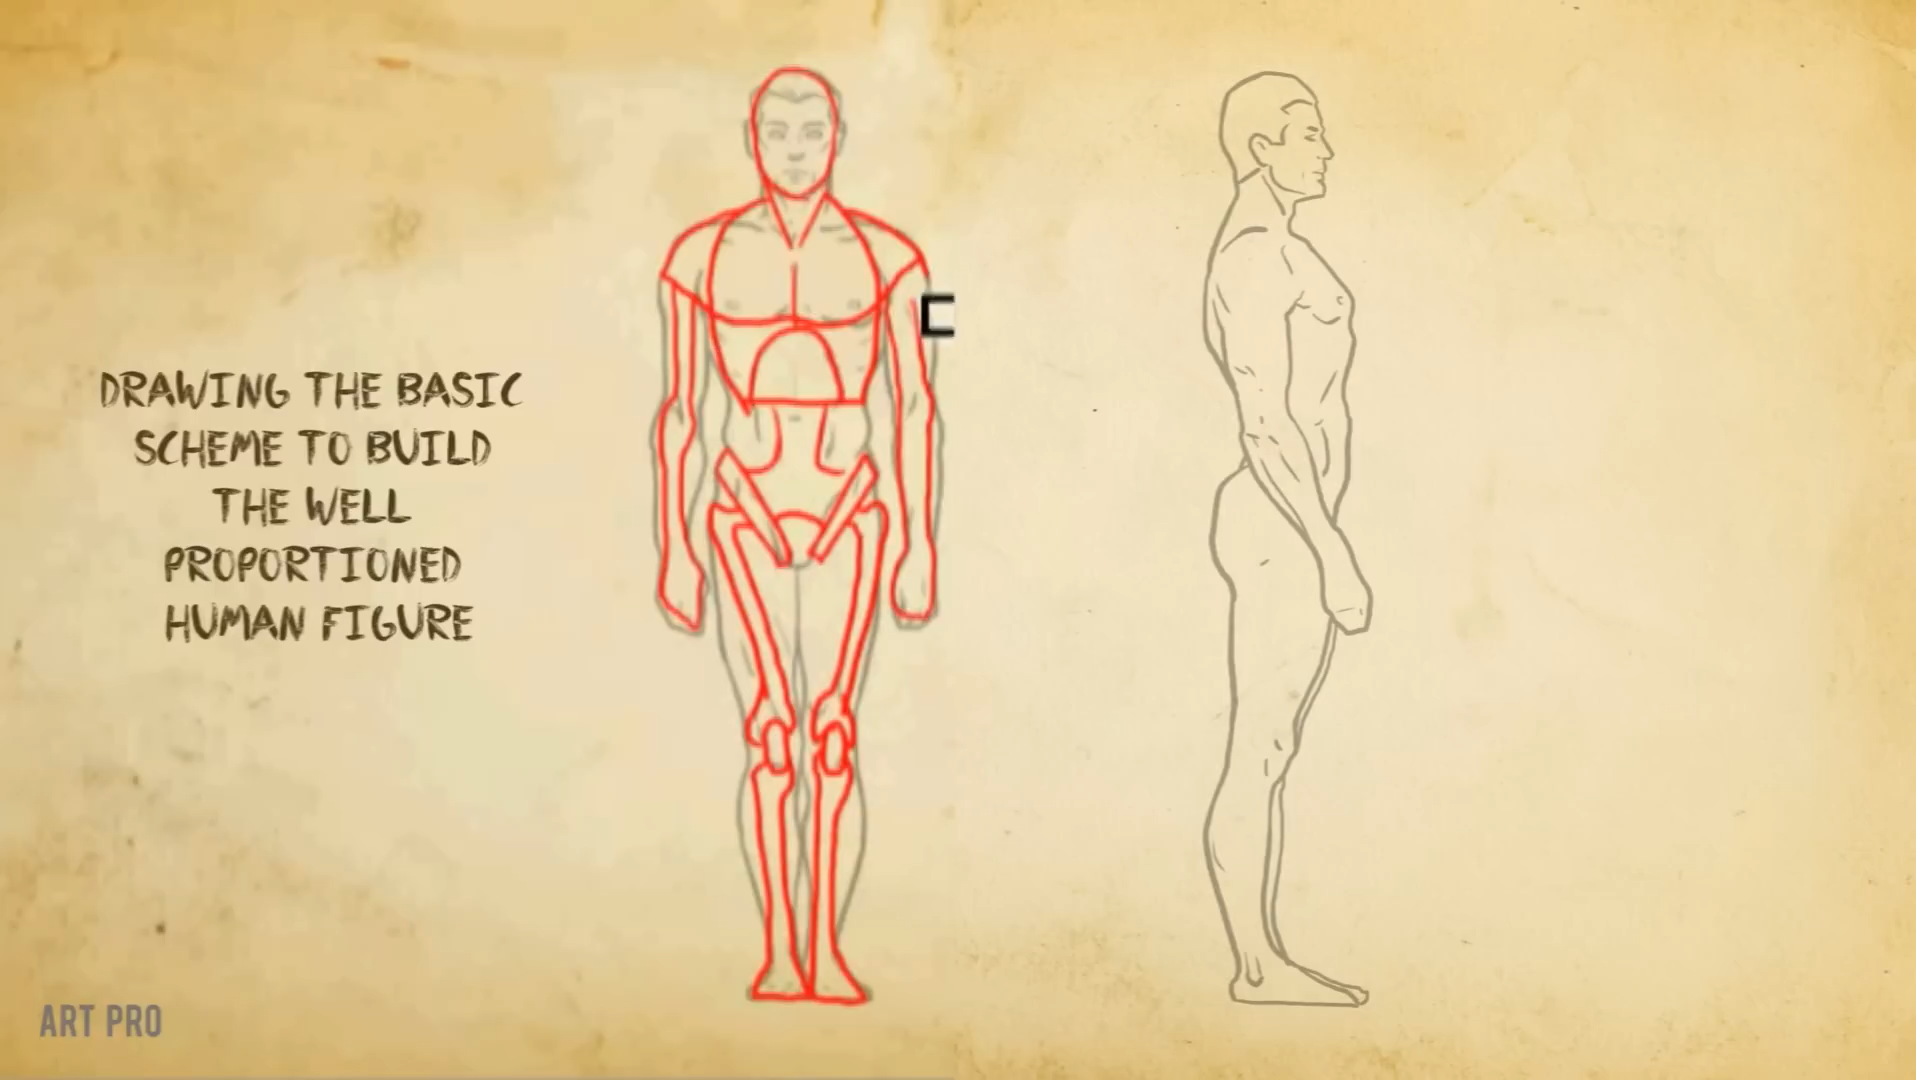 DRAWING THE BASIC
SCHEME TO BUILD
THE WELL
PROPORTIONED
HUMAN FIGURE
ART PRO